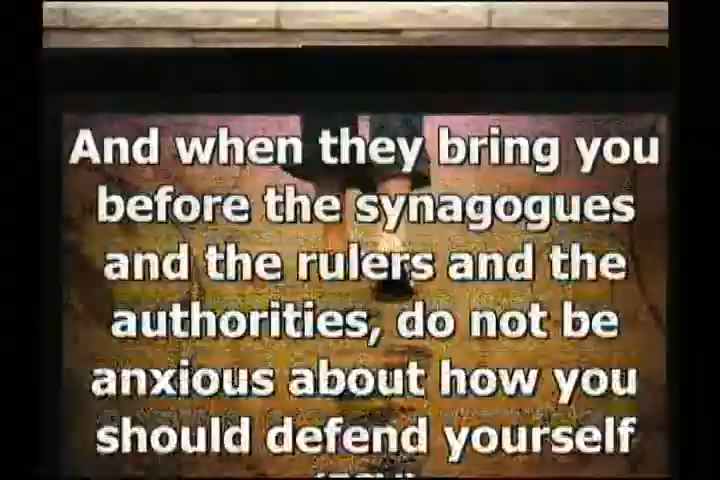 And when they bring you
before the synagogues
and the rulers and the
authorities, do not be
anxious about how you
should defend yourself